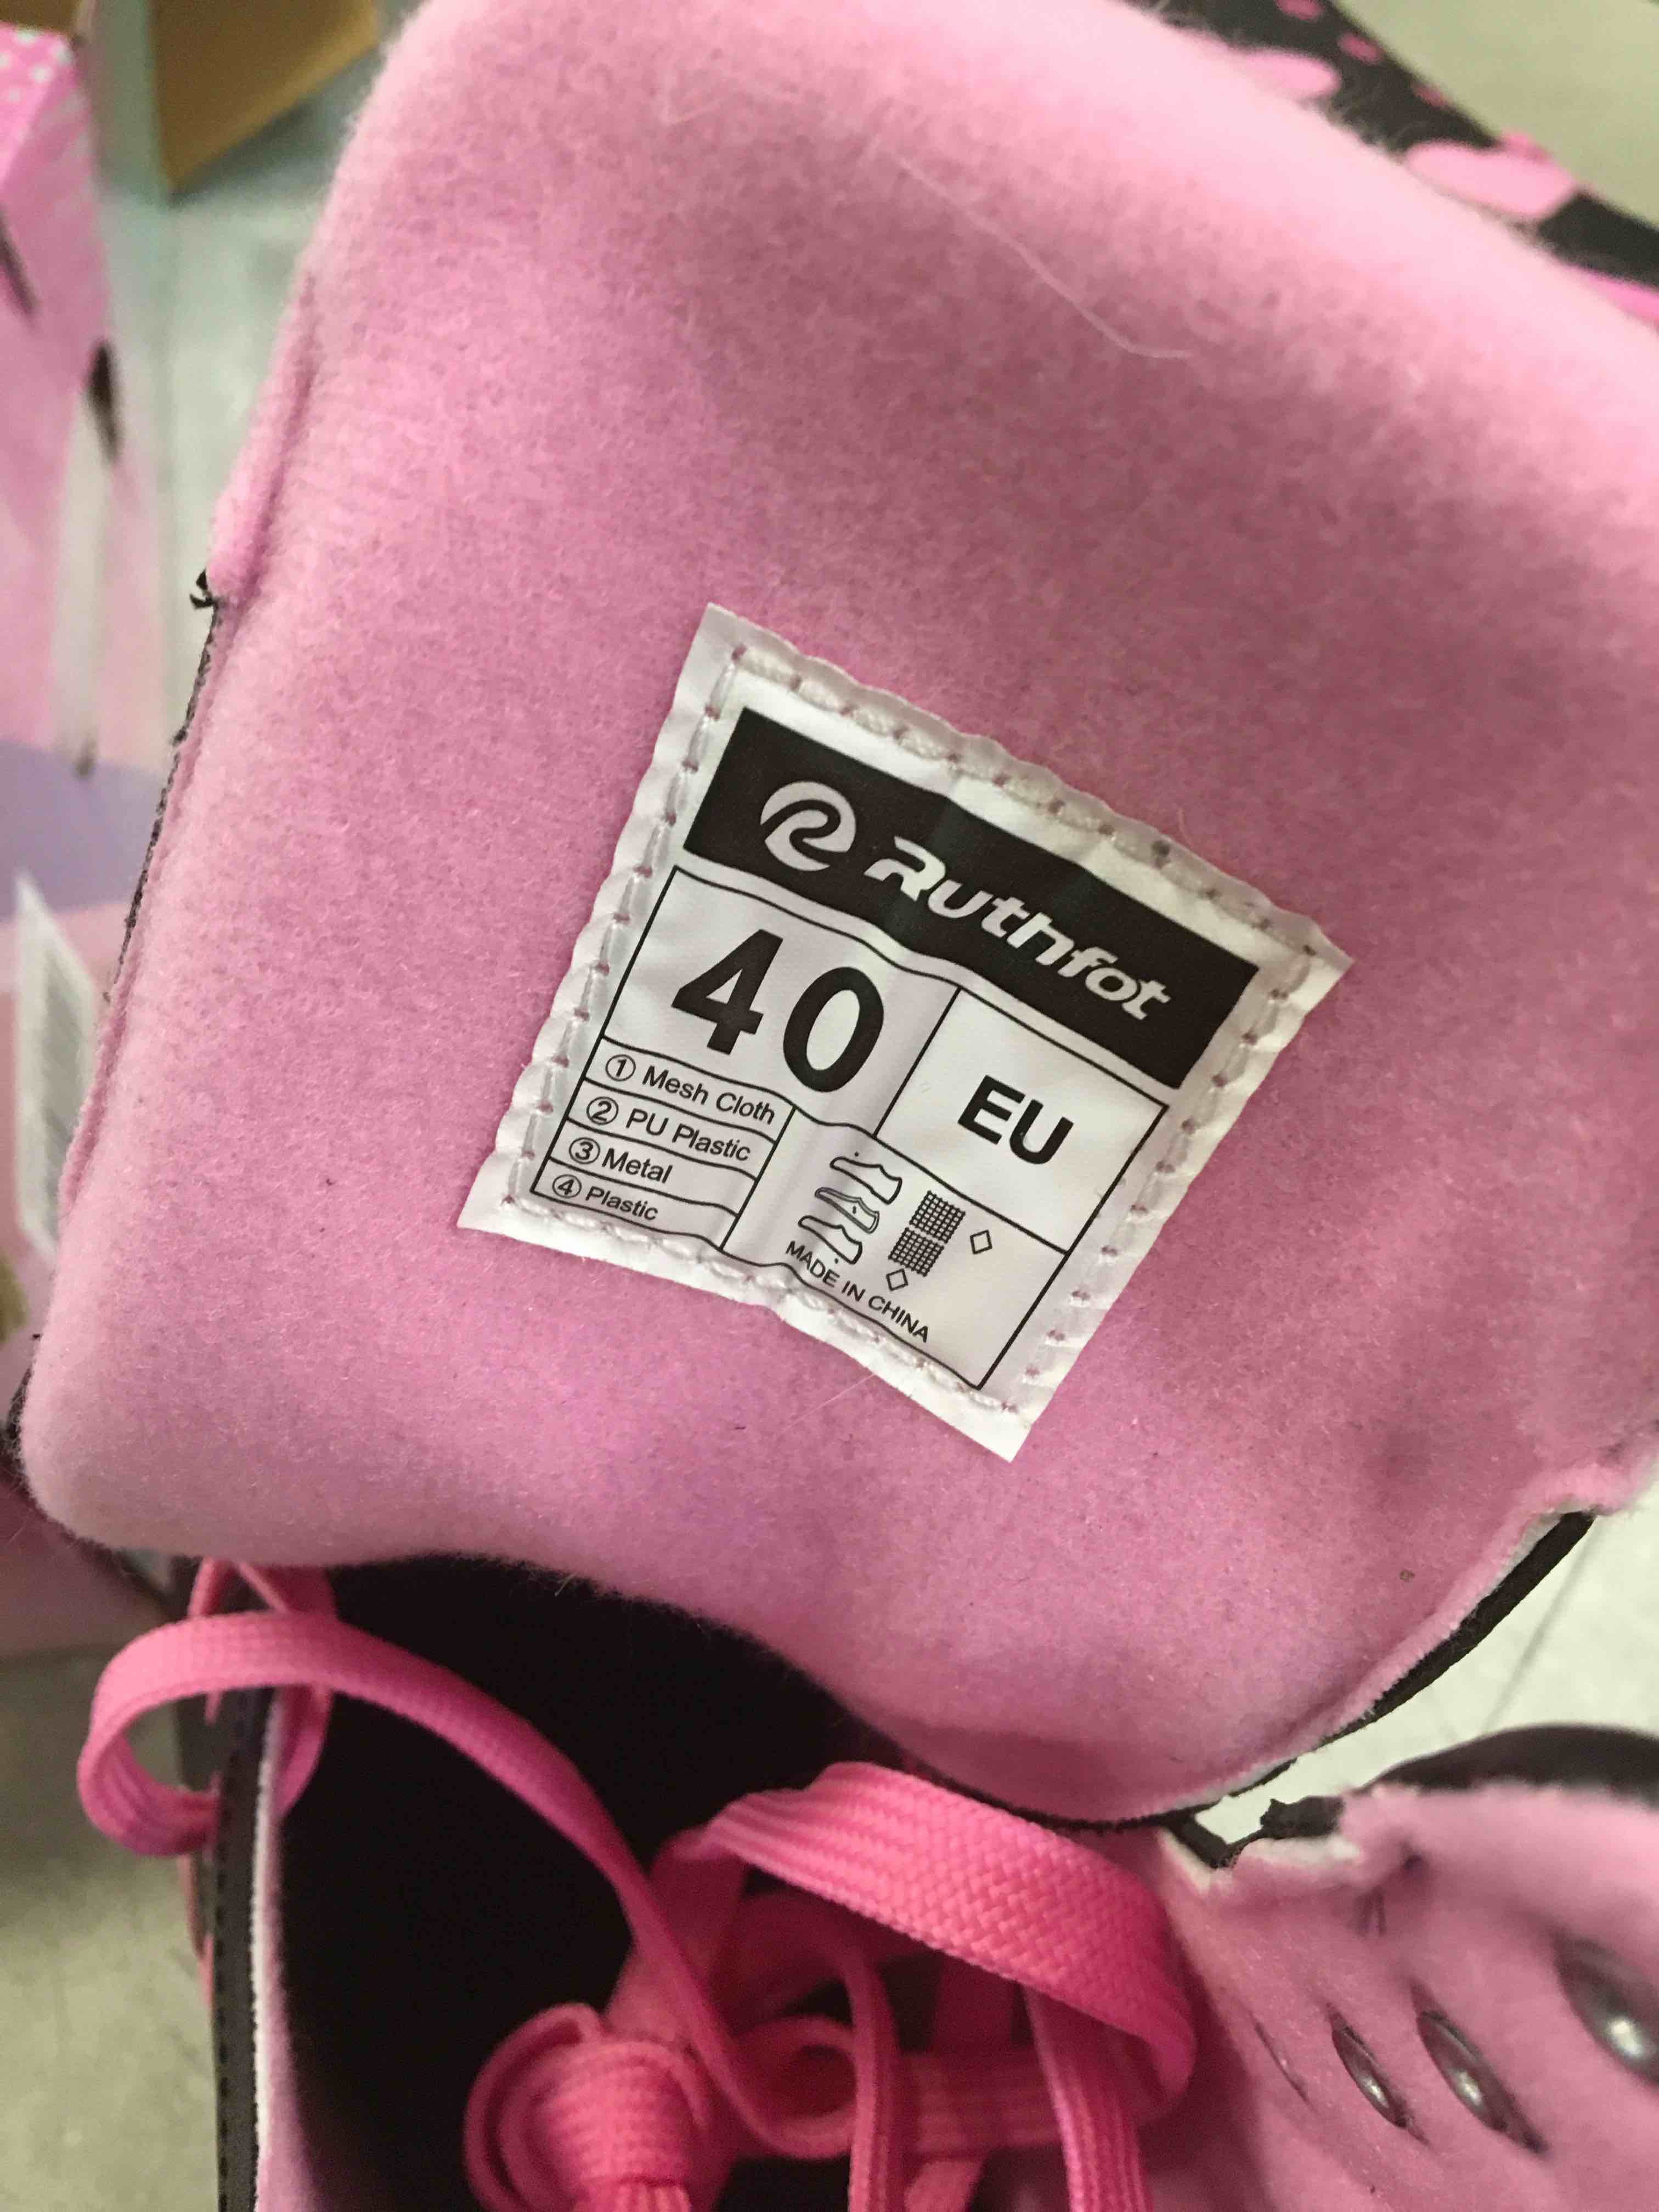 Ruthfot
40 EU
① Mesh Cloth
② PU Plastic
③ Metal
④ Plastic
MADE IN CHINA